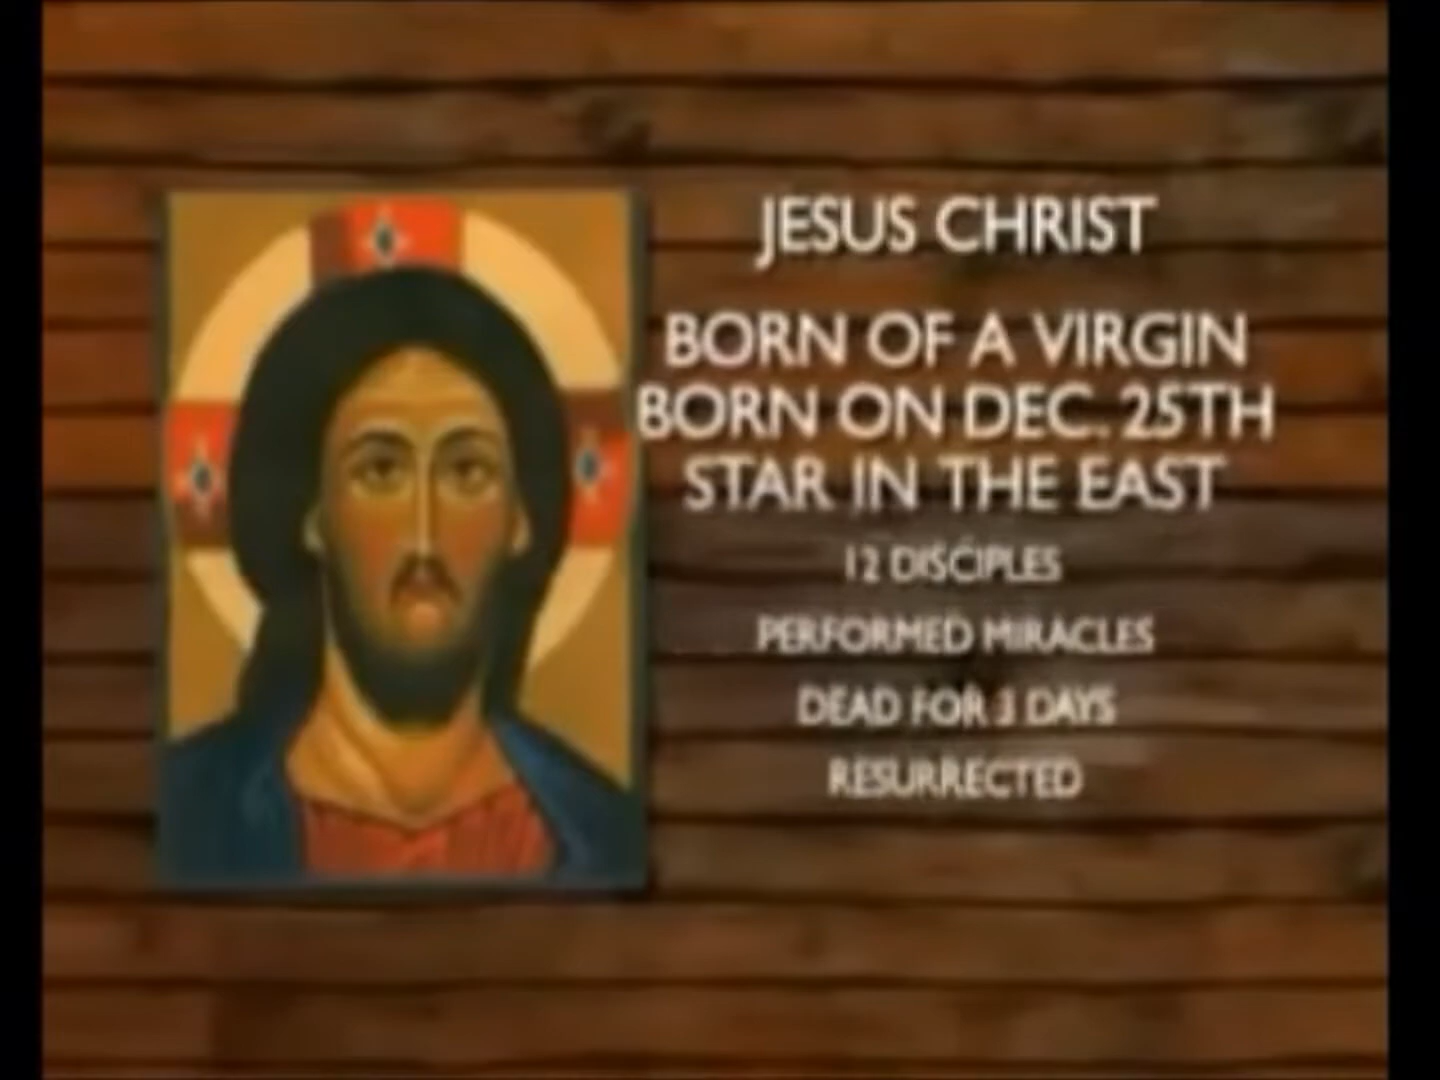 JESUS CHRIST
BORN OF A VIRGIN
BORN ON DEC. 25TH
STAR IN THE EAST
12 DISCIPLES
PERFORMED MIRACLES
DEAD FOR 3 DAYS
RESURRECTED